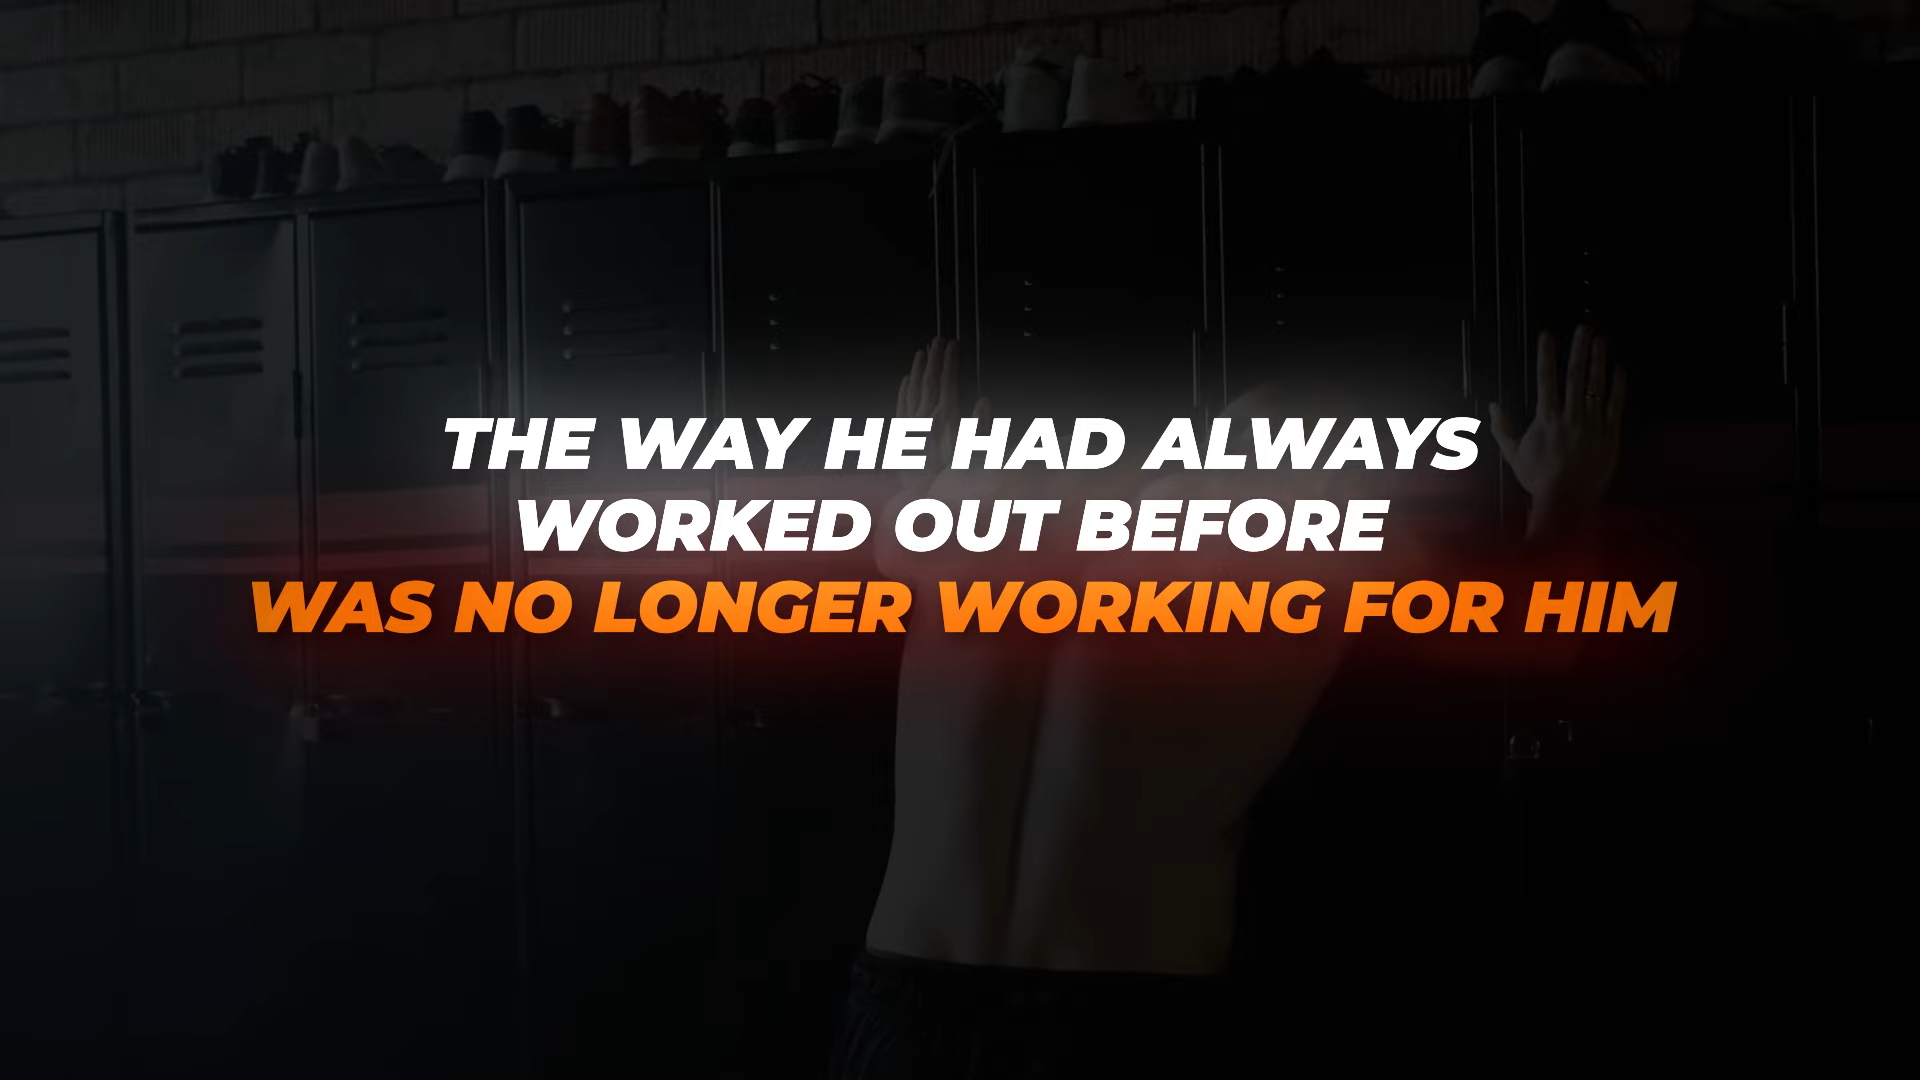 THE WAY HE HAD ALWAYS
WORKED OUT BEFORE
WAS NO LONGER WORKING FOR HIM